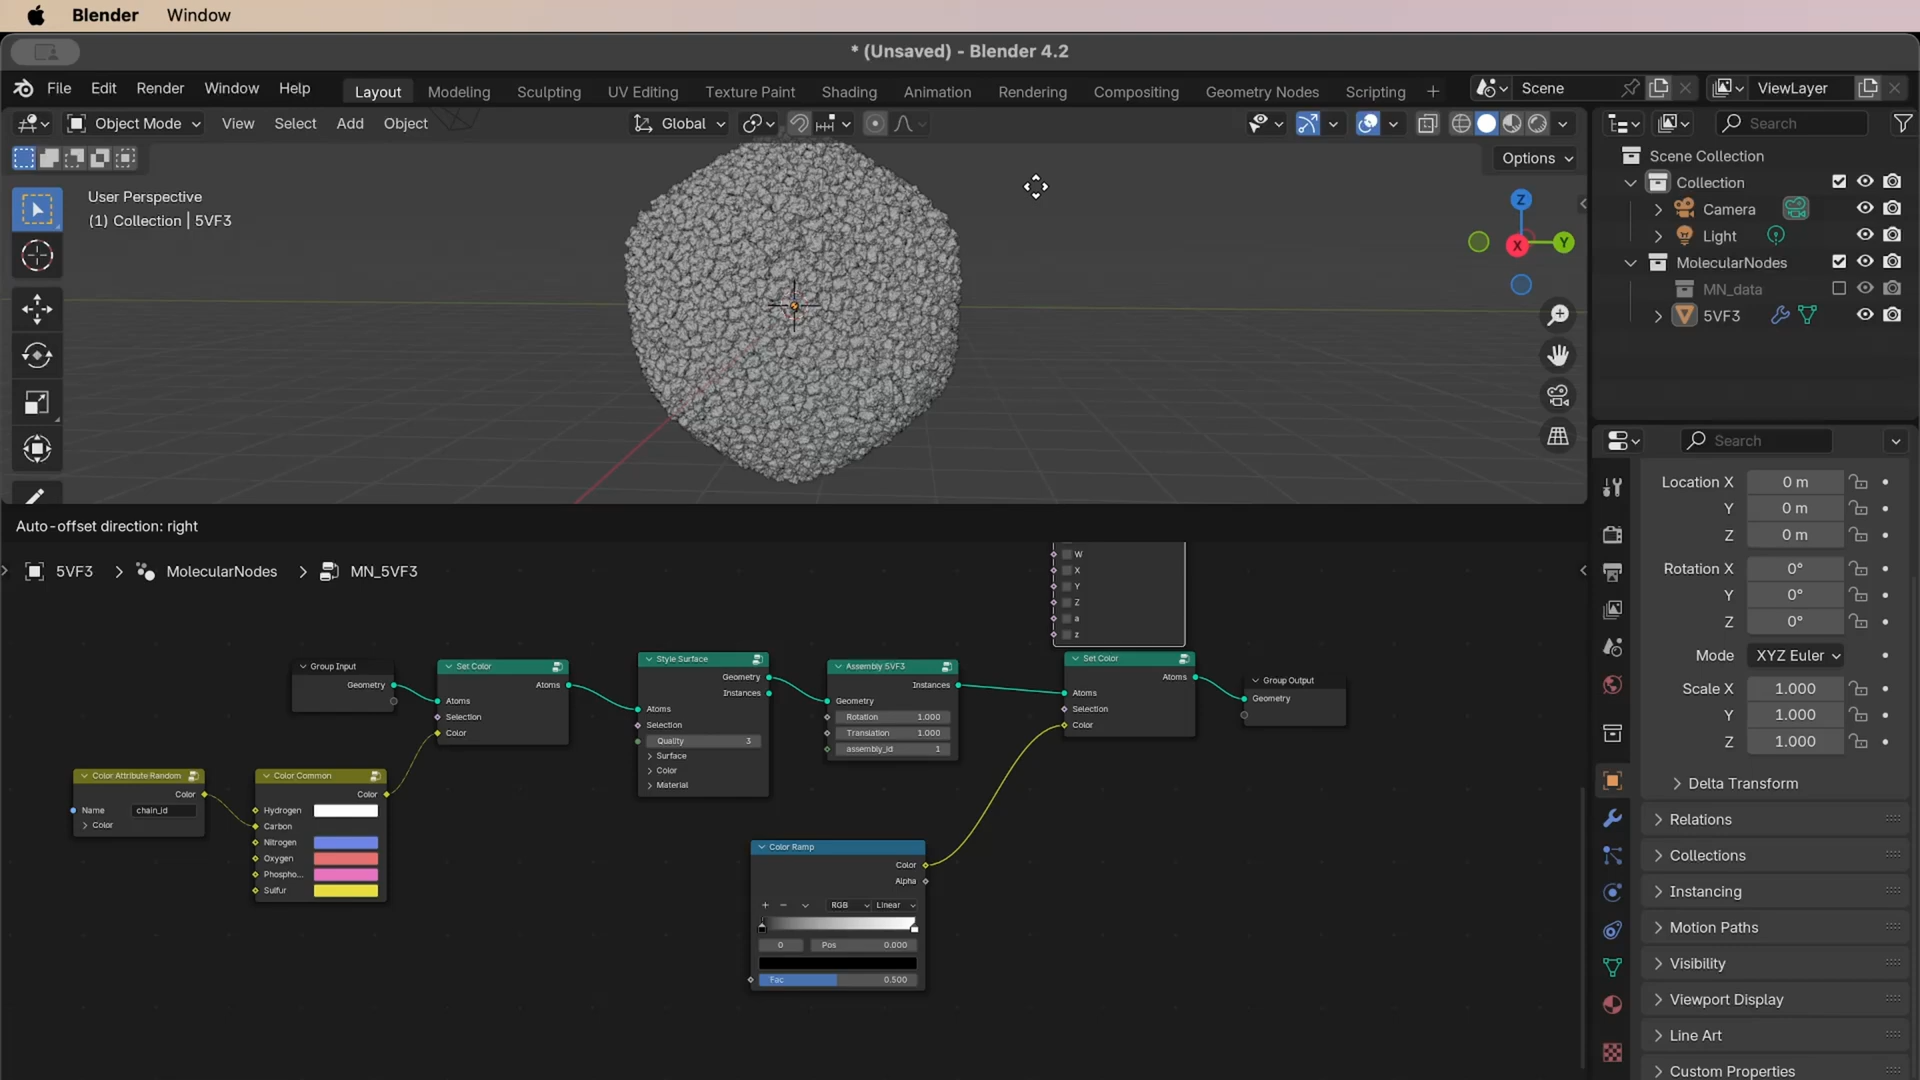 Blender Window
* (Unsaved) - Blender 4.2
File Edit Render Window Help Layout Modeling Sculpting UV Editing Texture Paint Shading Animation Rendering Compositing Geometry Nodes Scripting + Scene ViewLayer
Object Mode View Select Add Object Global Search
Options
User Perspective
(1) Collection | 5VF3
Z
X
Y
Scene Collection
Collection
Camera
Light
MolecularNodes
MN_data
5VF3
Search
Auto-offset direction: right
5VF3 > MolecularNodes > MN_5VF3
W
X
Y
Z
a
z
Group Input
Geometry
Set Color
Atoms
Atoms
Selection
Color
Style Surface
Geometry
Instances
Atoms
Selection
Quality 3
Surface
Color
Material
Assembly 5VF3
Instances
Geometry
Rotation 1.000
Translation 1.000
assembly_id 1
Set Color
Atoms
Atoms
Selection
Color
Group Output
Geometry
Color Attribute Random
Color
Name chain_id
Color
Color Common
Color
Hydrogen
Carbon
Nitrogen
Oxygen
Phospho...
Sulfur
Color Ramp
Color
Alpha
+ − RGB Linear
0 Pos 0.000
Fac 0.500
Location X 0 m
Y 0 m
Z 0 m
Rotation X 0°
Y 0°
Z 0°
Mode XYZ Euler
Scale X 1.000
Y 1.000
Z 1.000
Delta Transform
Relations
Collections
Instancing
Motion Paths
Visibility
Viewport Display
Line Art
Custom Properties